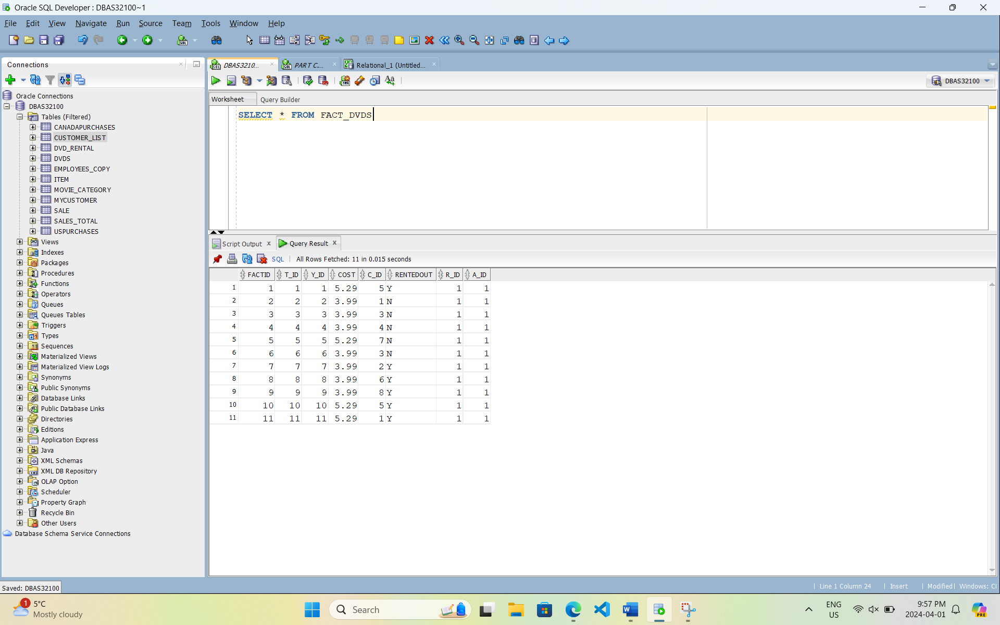 Oracle SQL Developer : DBAS32100~1
File Edit View Navigate Run Source Team Tools Window Help
Connections
DBAS3210... PART C.... Relational_1 (Untitled...
DBAS32100
Worksheet Query Builder
Oracle Connections
DBAS32100
Tables (Filtered)
CANADAPURCHASES
CUSTOMER_LIST
DVD_RENTAL
DVDS
EMPLOYEES_COPY
ITEM
MOVIE_CATEGORY
MYCUSTOMER
SALE
SALES_TOTAL
USPURCHASES
Views
Indexes
Packages
Procedures
Functions
Operators
Queues
Queues Tables
Triggers
Types
Sequences
Materialized Views
Materialized View Logs
Synonyms
Public Synonyms
Database Links
Public Database Links
Directories
Editions
Application Express
Java
XML Schemas
XML DB Repository
OLAP Option
Scheduler
Property Graph
Recycle Bin
Other Users
Database Schema Service Connections
SELECT * FROM FACT_DVDS
Script Output Query Result
SQL All Rows Fetched: 11 in 0.015 seconds
FACTID T_ID Y_ID COST C_ID RENTEDOUT R_ID A_ID
1 1 1 1 5.29 5 Y 1 1
2 2 2 2 3.99 1 N 1 1
3 3 3 3 3.99 3 N 1 1
4 4 4 4 3.99 4 N 1 1
5 5 5 5 5.29 7 N 1 1
6 6 6 6 3.99 3 N 1 1
7 7 7 7 3.99 2 Y 1 1
8 8 8 8 3.99 6 Y 1 1
9 9 9 9 3.99 8 Y 1 1
10 10 10 10 5.29 5 Y 1 1
11 11 11 11 5.29 1 Y 1 1
Saved: DBAS32100
Line 1 Column 24 Insert Modified Windows: Cl
1
5°C
Mostly cloudy
Search
ENG
US
9:57 PM
2024-04-01
PRE